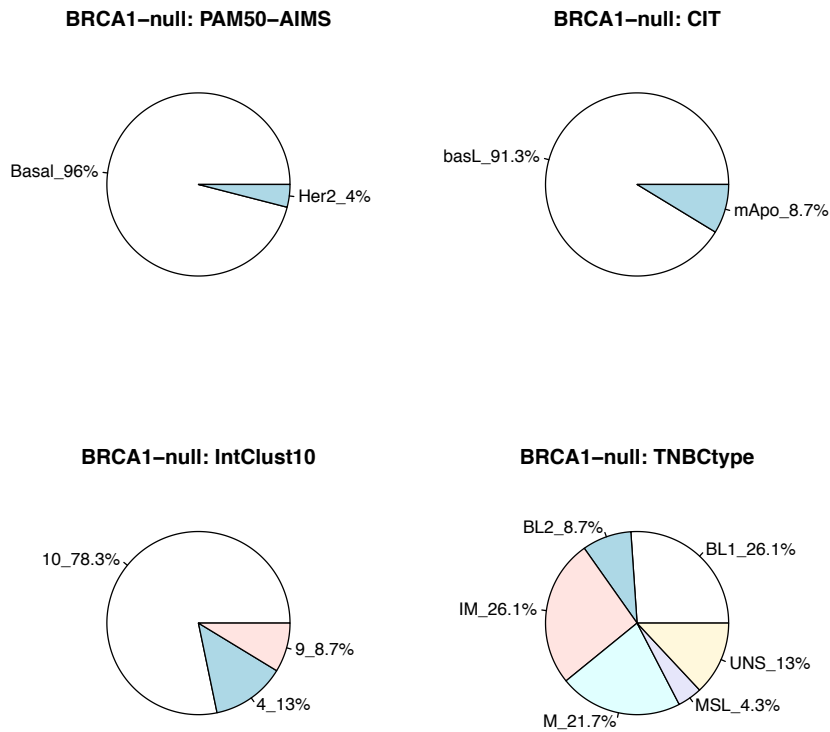 BRCA1−null: PAM50−AIMS
Basal_96%
Her2_4%
BRCA1−null: CIT
basL_91.3%
mApo_8.7%
BRCA1−null: IntClust10
10_78.3%
9_8.7%
4_13%
BRCA1−null: TNBCtype
BL2_8.7%
BL1_26.1%
IM_26.1%
UNS_13%
MSL_4.3%
M_21.7%